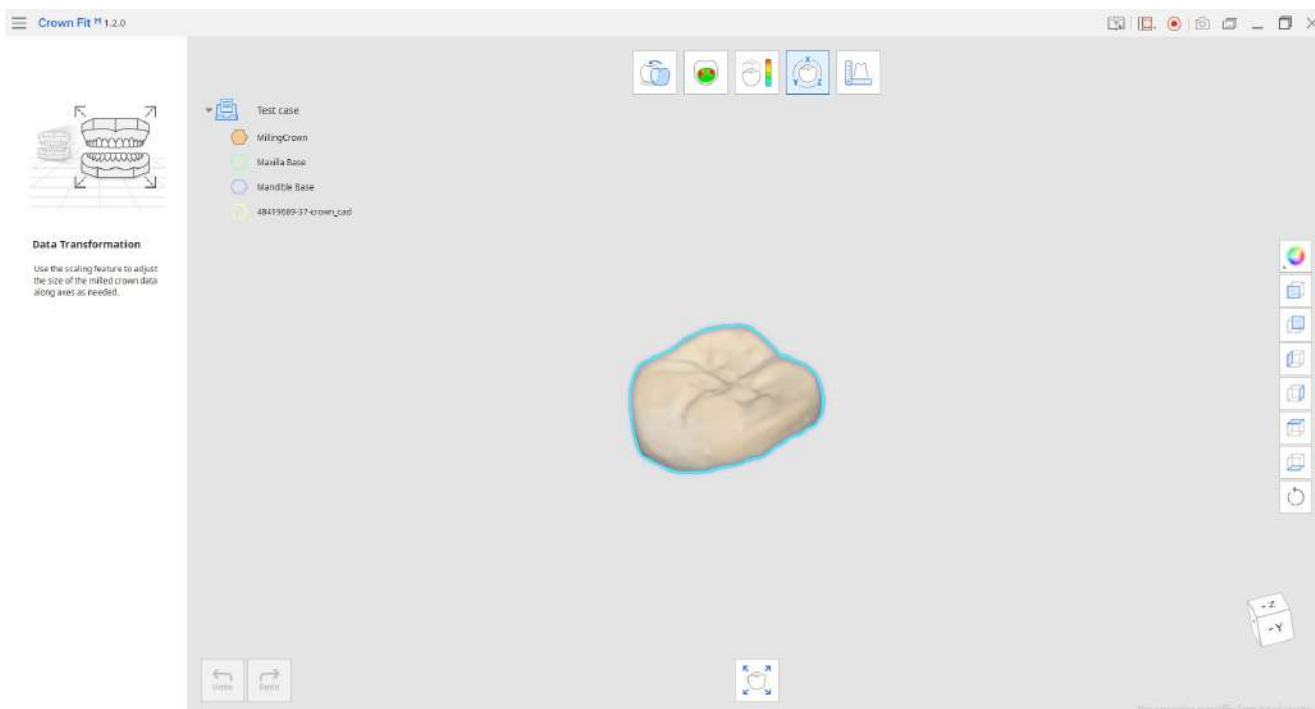 Crown Fit M 1.2.0
X
Y Z
Test case
MillingCrown
Maxilla Base
Mandible Base
48419689-37-crown_cad
Data Transformation
Use the scaling feature to adjust
the size of the milled crown data
along axes as needed.
-Z
-Y
Undo
Redo